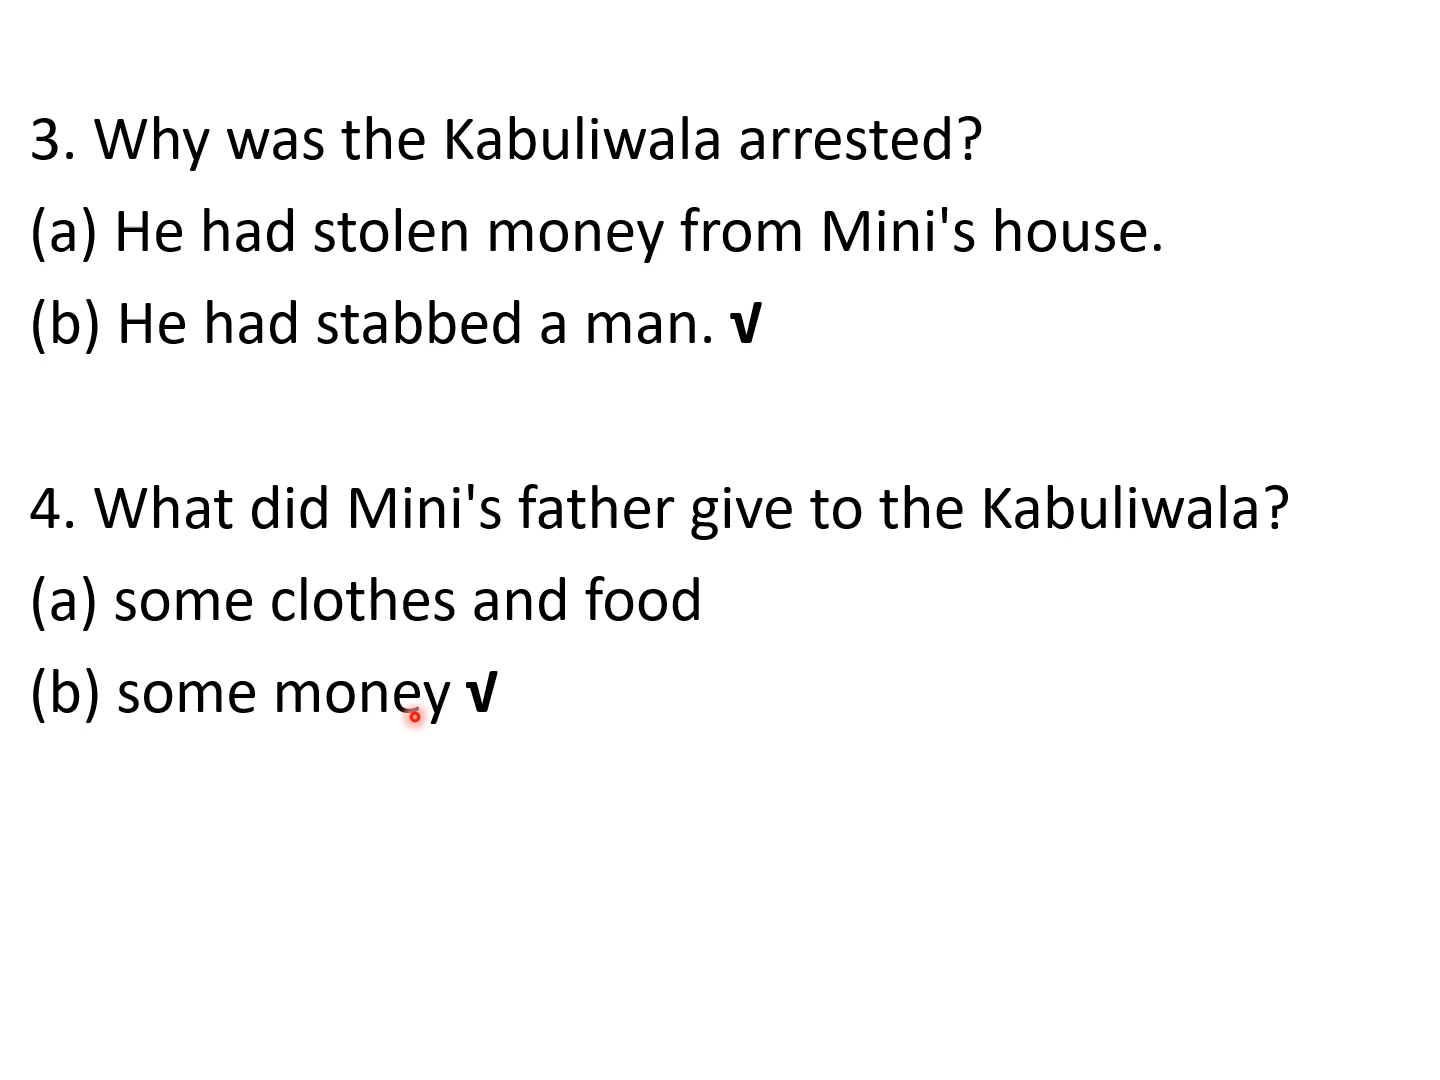 3. Why was the Kabuliwala arrested?
(a) He had stolen money from Mini's house.
(b) He had stabbed a man. √
4. What did Mini's father give to the Kabuliwala?
(a) some clothes and food
(b) some money √